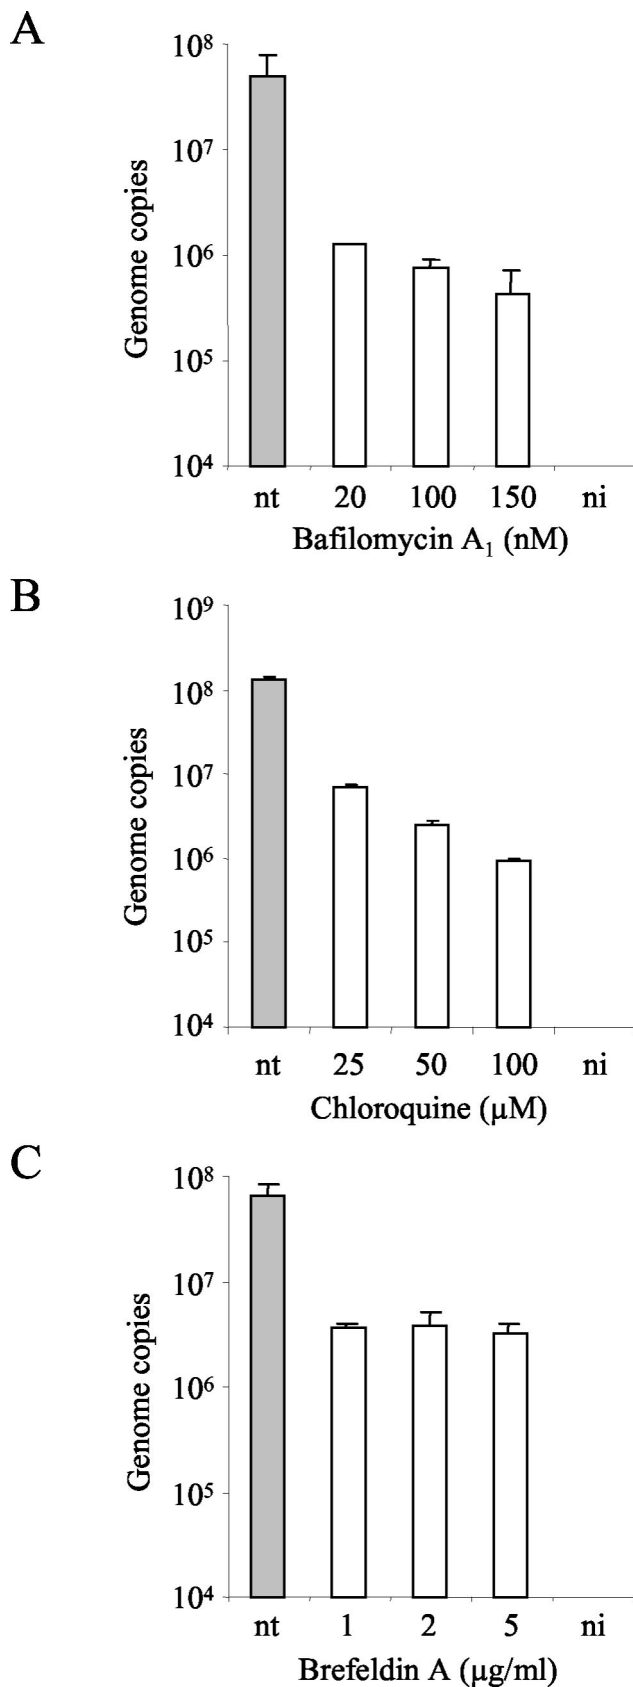 A
Genome copies
10⁸
10⁷
10⁶
10⁵
10⁴
nt 20 100 150 ni
Bafilomycin A₁ (nM)
B
Genome copies
10⁹
10⁸
10⁷
10⁶
10⁵
10⁴
nt 25 50 100 ni
Chloroquine (µM)
C
Genome copies
10⁸
10⁷
10⁶
10⁵
10⁴
nt 1 2 5 ni
Brefeldin A (µg/ml)